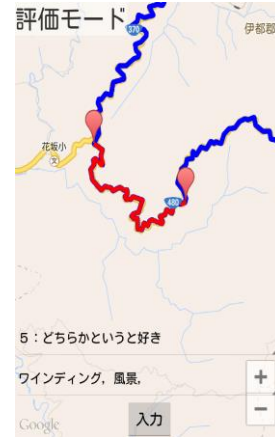 評価モード
370
伊都郡
花坂小
文
480
5：どちらかというと好き
ワインディング，風景，
+
入力
−
Google